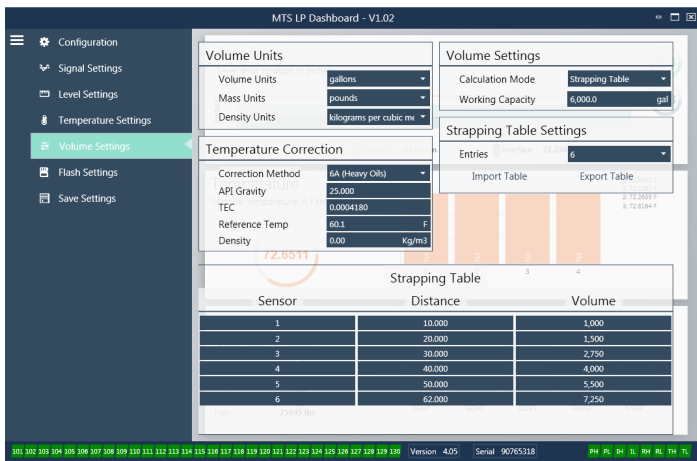 MTS LP Dashboard - V1.02
Configuration
Signal Settings
Level Settings
Temperature Settings
Volume Settings
Flash Settings
Save Settings
Volume Units
Volume Units gallons
Mass Units pounds
Density Units kilograms per cubic me
Temperature Correction
Correction Method 6A (Heavy Oils)
API Gravity 25.000
TEC 0.0004180
Reference Temp 60.1 F
Density 0.00 Kg/m3
Volume Settings
Calculation Mode Strapping Table
Working Capacity 6,000.0 gal
Strapping Table Settings
Entries 6
Import Table Export Table
72.6511
3 4
Strapping Table
Sensor Distance Volume
1 10.000 1,000
2 20.000 1,500
3 30.000 2,750
4 40.000 4,000
5 50.000 5,500
6 62.000 7,250
101 102 103 104 105 106 107 108 109 110 111 112 113 114 115 116 117 118 119 120 121 122 123 124 125 126 127 128 129 130 Version 4.05 Serial 90765318 PH PL IH IL RH RL TH TL